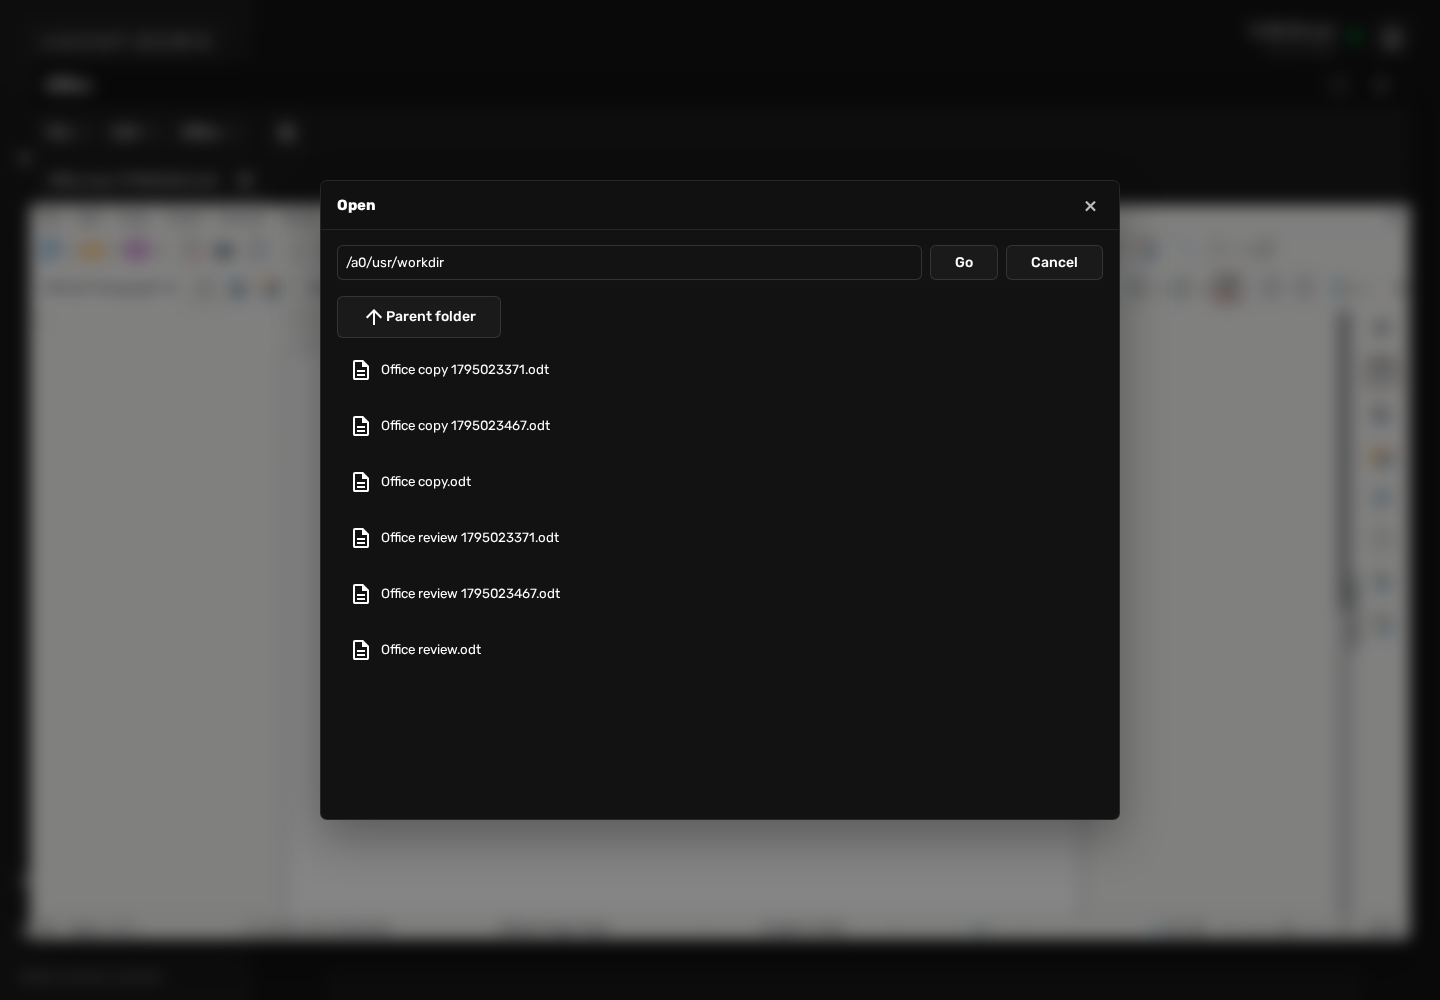 Open
/a0/usr/workdir
Go
Cancel
Parent folder
Office copy 1795023371.odt
Office copy 1795023467.odt
Office copy.odt
Office review 1795023371.odt
Office review 1795023467.odt
Office review.odt